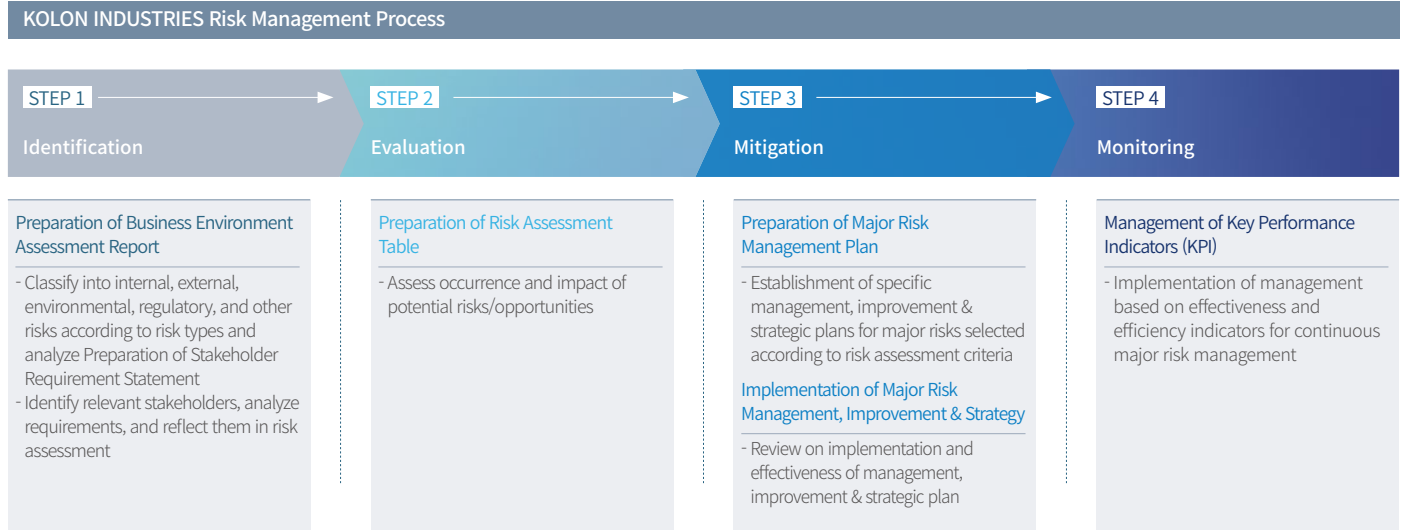 KOLON INDUSTRIES Risk Management Process
STEP 1
Identification
STEP 2
Evaluation
STEP 3
Mitigation
STEP 4
Monitoring
Preparation of Business Environment
Assessment Report
- Classify into internal, external,
environmental, regulatory, and other
risks according to risk types and
analyze Preparation of Stakeholder
Requirement Statement
- Identify relevant stakeholders, analyze
requirements, and reflect them in risk
assessment
Preparation of Risk Assessment
Table
- Assess occurrence and impact of
potential risks/opportunities
Preparation of Major Risk
Management Plan
- Establishment of specific
management, improvement &
strategic plans for major risks selected
according to risk assessment criteria
Implementation of Major Risk
Management, Improvement & Strategy
- Review on implementation and
effectiveness of management,
improvement & strategic plan
Management of Key Performance
Indicators (KPI)
- Implementation of management
based on effectiveness and
efficiency indicators for continuous
major risk management